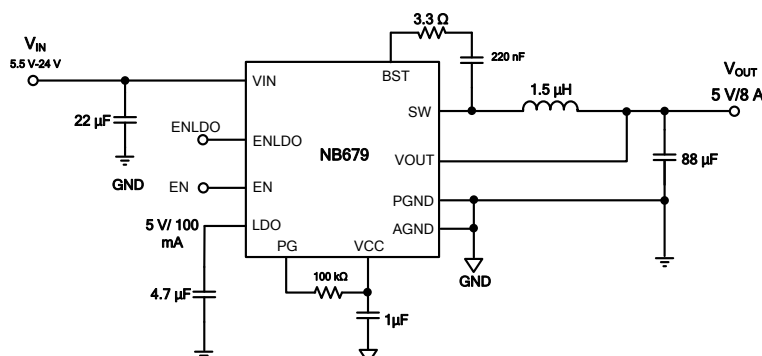 3.3 Ω
VIN
5.5 V-24 V
BST
220 nF
VOUT
5 V/8 A
VIN
1.5 µH
SW
22 µF
ENLDO
ENLDO
NB679
VOUT
88 µF
GND
EN
EN
PGND
5 V/ 100
mA
LDO
AGND
PG
VCC
GND
100 kΩ
4.7 µF
1µF